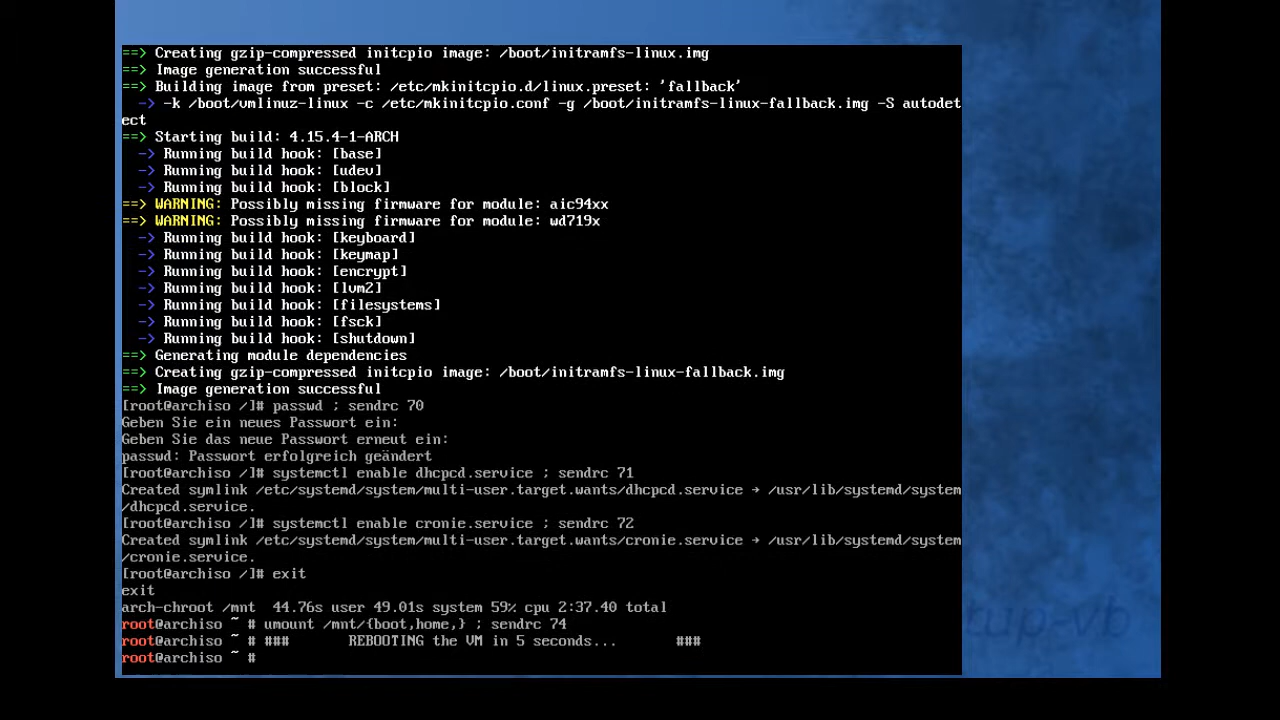 ==> Creating gzip-compressed initcpio image: /boot/initramfs-linux.img
==> Image generation successful
==> Building image from preset: /etc/mkinitcpio.d/linux.preset: 'fallback'
  -> -k /boot/vmlinuz-linux -c /etc/mkinitcpio.conf -g /boot/initramfs-linux-fallback.img -S autodet
ect
==> Starting build: 4.15.4-1-ARCH
  -> Running build hook: [base]
  -> Running build hook: [udev]
  -> Running build hook: [block]
==> WARNING: Possibly missing firmware for module: aic94xx
==> WARNING: Possibly missing firmware for module: wd719x
  -> Running build hook: [keyboard]
  -> Running build hook: [keymap]
  -> Running build hook: [encrypt]
  -> Running build hook: [lvm2]
  -> Running build hook: [filesystems]
  -> Running build hook: [fsck]
  -> Running build hook: [shutdown]
==> Generating module dependencies
==> Creating gzip-compressed initcpio image: /boot/initramfs-linux-fallback.img
==> Image generation successful
[root@archiso /]# passwd ; sendrc 70
Geben Sie ein neues Passwort ein:
Geben Sie das neue Passwort erneut ein:
passwd: Passwort erfolgreich geändert
[root@archiso /]# systemctl enable dhcpcd.service ; sendrc 71
Created symlink /etc/systemd/system/multi-user.target.wants/dhcpcd.service → /usr/lib/systemd/system
/dhcpcd.service.
[root@archiso /]# systemctl enable cronie.service ; sendrc 72
Created symlink /etc/systemd/system/multi-user.target.wants/cronie.service → /usr/lib/systemd/system
/cronie.service.
[root@archiso /]# exit
exit
arch-chroot /mnt  44.76s user 49.01s system 59% cpu 2:37.40 total
root@archiso ~ # umount /mnt/{boot,home,} ; sendrc 74
root@archiso ~ # ###       REBOOTING the VM in 5 seconds...       ###
root@archiso ~ #